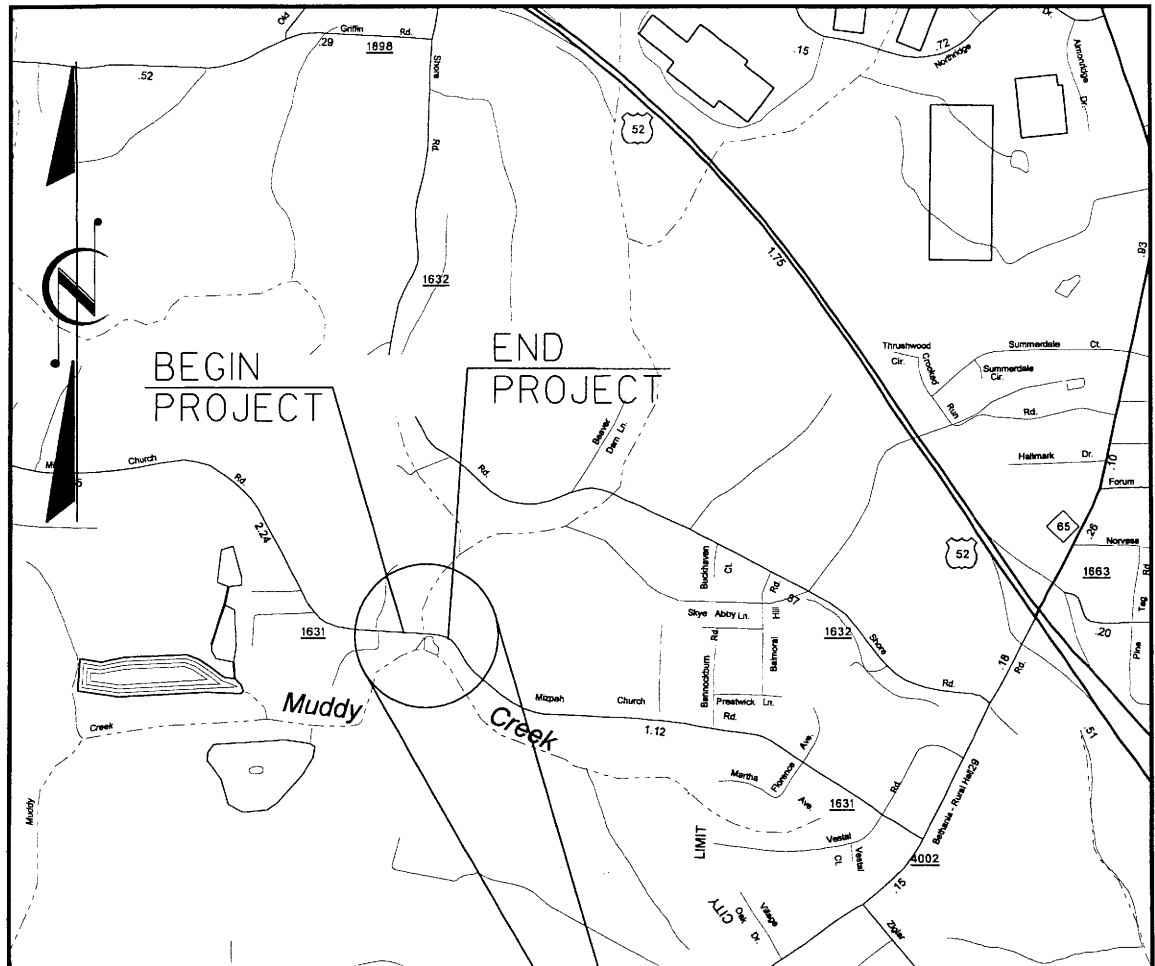 Old
Griffin Rd.
.29
1898
.52
Shore
Rd.
52
.15
.72
Northridge
Dr.
Almondridge
Dr.
1.75
.93
1632
N
BEGIN
PROJECT
END
PROJECT
Thrushwood
Cir.
Crooked
Run
Rd.
Summerdale Ct.
Summerdale
Cir.
Hallmark Dr.
.10
Forum
Beaver
Dam Ln.
Rd.
Church
Rd.
2.24
65
.26
52
Norvess
1663
Tag Rd
Pine
.20
Buckhaven
Ct.
Rd.
Hill
Balmoral
.87
Skye Abby Ln.
1632
Shore
Rd.
.18
Rd.
Bannockburn
Rd.
Prestwick Ln.
Rd.
1631
Mizpah Church
1.12
Muddy
Creek
Creek
Muddy
Martha
Ave.
Florence
Ave.
1631
Rd.
Bethania - Rural Hall
.29
.51
Vestal
Vestal
Ct.
4002
.15
LIMIT
CITY
Village
Oak
Dr.
Ziglar